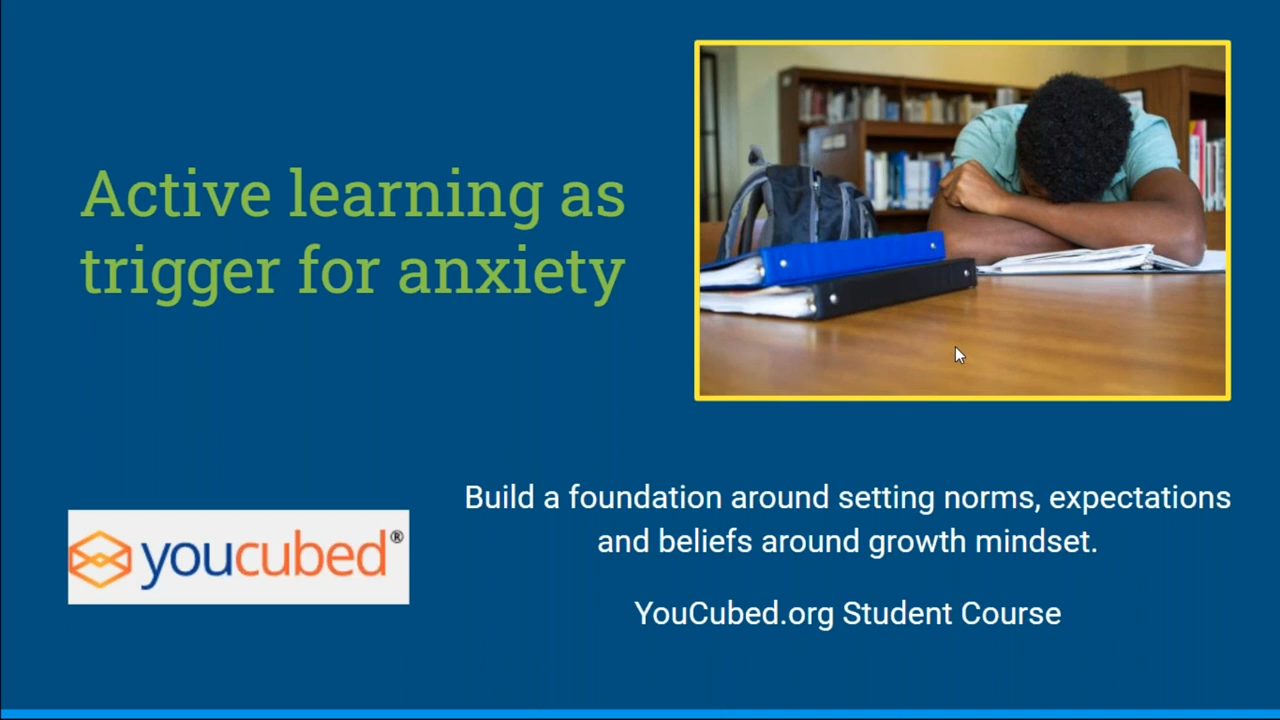 Active learning as
trigger for anxiety
Build a foundation around setting norms, expectations
and beliefs around growth mindset.
youcubed®
YouCubed.org Student Course